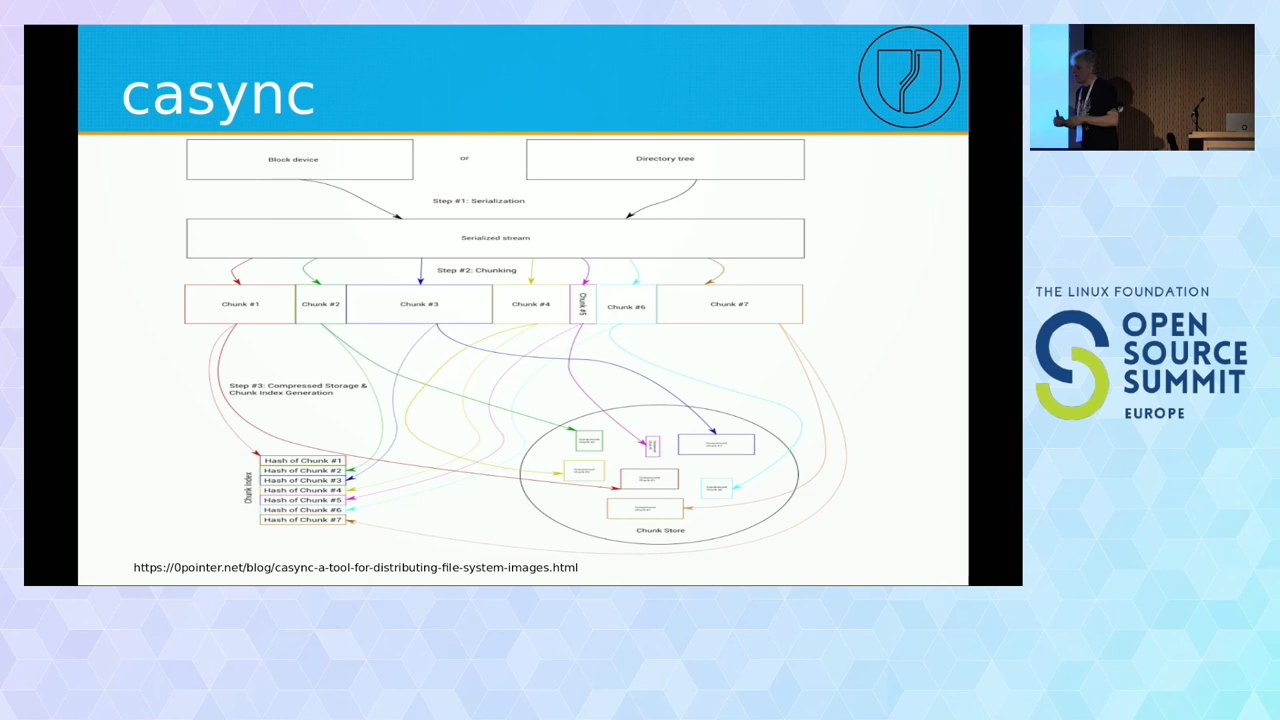 casync
Block device
or
Directory tree
Step #1: Serialization
Serialized stream
Step #2: Chunking
Chunk #1
Chunk #2
Chunk #3
Chunk #4
Chunk #5
Chunk #6
Chunk #7
Step #3: Compressed Storage &
Chunk Index Generation
Chunk Index
Hash of Chunk #1
Hash of Chunk #2
Hash of Chunk #3
Hash of Chunk #4
Hash of Chunk #5
Hash of Chunk #6
Hash of Chunk #7
Chunk Store
https://0pointer.net/blog/casync-a-tool-for-distributing-file-system-images.html
THE LINUX FOUNDATION
OPEN
SOURCE
SUMMIT
EUROPE